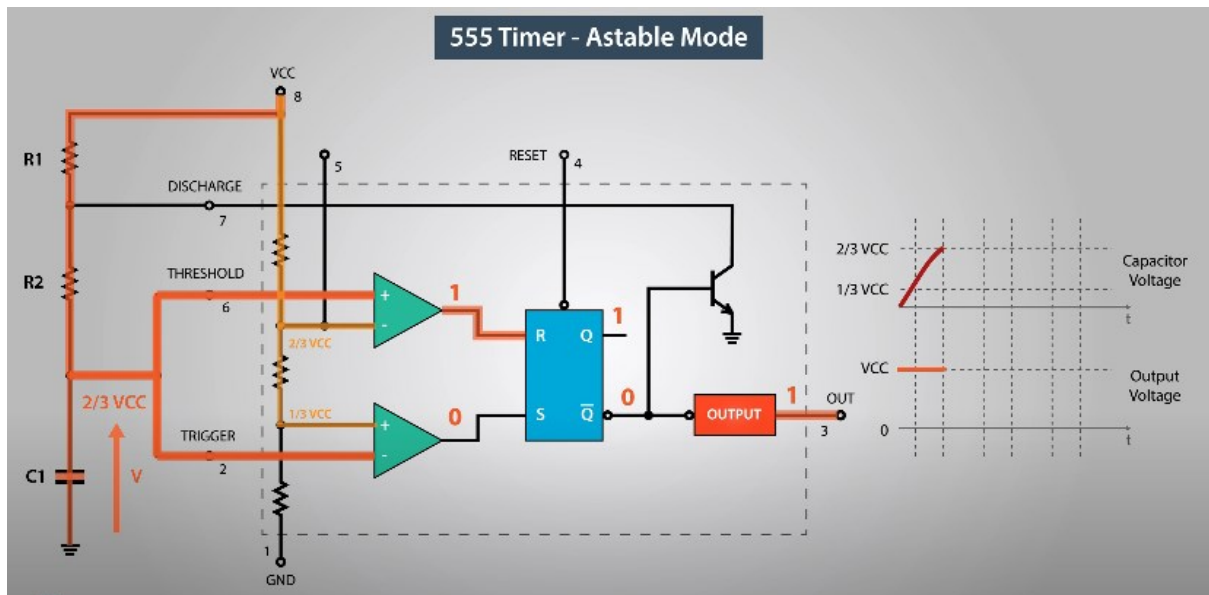 555 Timer - Astable Mode
VCC
8
R1
5
RESET
4
DISCHARGE
7
2/3 VCC
Capacitor
Voltage
THRESHOLD
R2
1/3 VCC
6
+
-
1
1
t
R
Q
2/3 VCC
VCC
Output
Voltage
2/3 VCC
1/3 VCC
0
0
1
OUT
S
Q̅
OUTPUT
3
0
t
TRIGGER
+
-
2
C1
V
1
GND